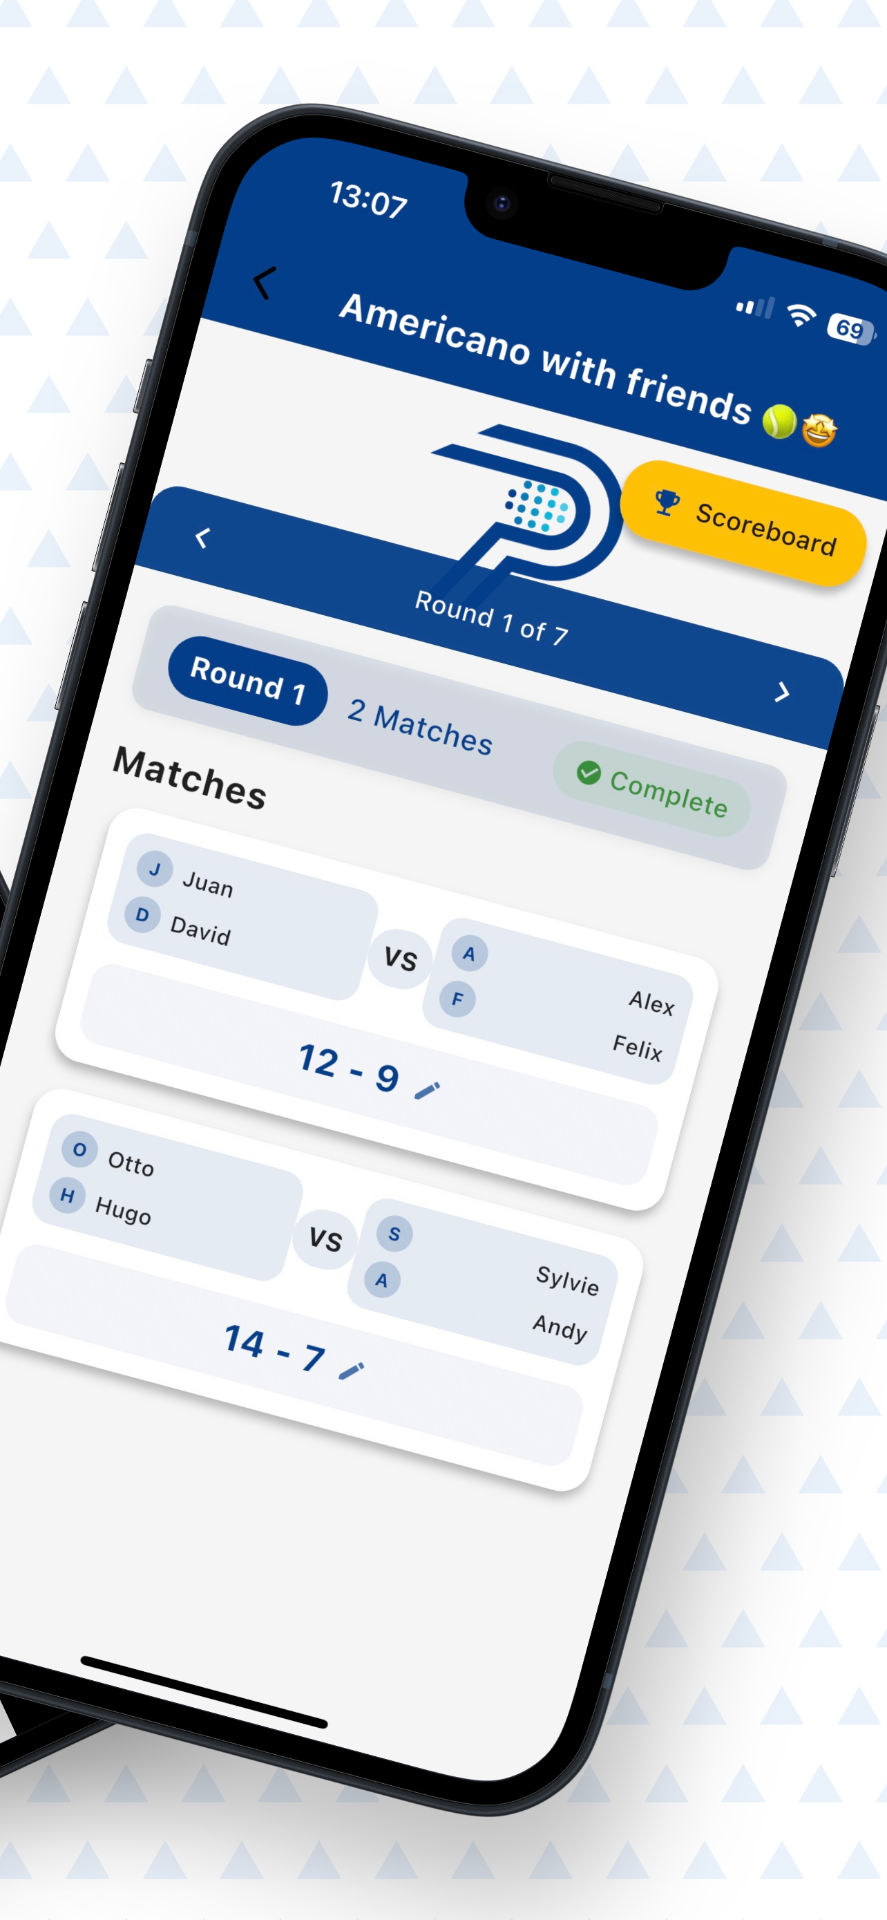 13:07
69
Americano with friends 🎾🤩
Scoreboard
Round 1 of 7
Round 1
2 Matches
Complete
Matches
J Juan
D David
VS
A Alex
F Felix
12 - 9
O Otto
H Hugo
VS
S Sylvie
A Andy
14 - 7